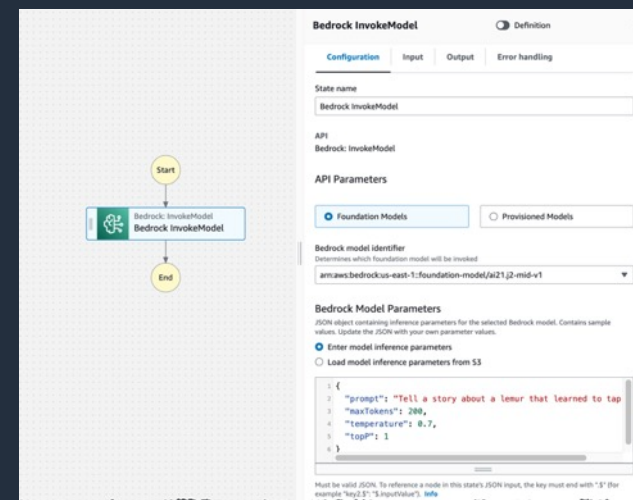 Start
Bedrock: InvokeModel
Bedrock InvokeModel
End
Bedrock InvokeModel
Definition
Configuration Input Output Error handling
State name
Bedrock InvokeModel
API
Bedrock: InvokeModel
API Parameters
Foundation Models
Provisioned Models
Bedrock model identifier
Determines which foundation model will be invoked
arn:aws:bedrock:us-east-1::foundation-model/ai21.j2-mid-v1
Bedrock Model Parameters
JSON object containing inference parameters for the selected Bedrock model. Contains sample
values. Update the JSON with your own parameter values.
Enter model inference parameters
Load model inference parameters from S3
1 {
2 "prompt": "Tell a story about a lemur that learned to tap
3 "maxTokens": 200,
4 "temperature": 0.7,
5 "topP": 1
6 }
Must be valid JSON. To reference a node in this state's JSON input, the key must end with ".$" (for
example "key2.$": "$.inputValue"). Info